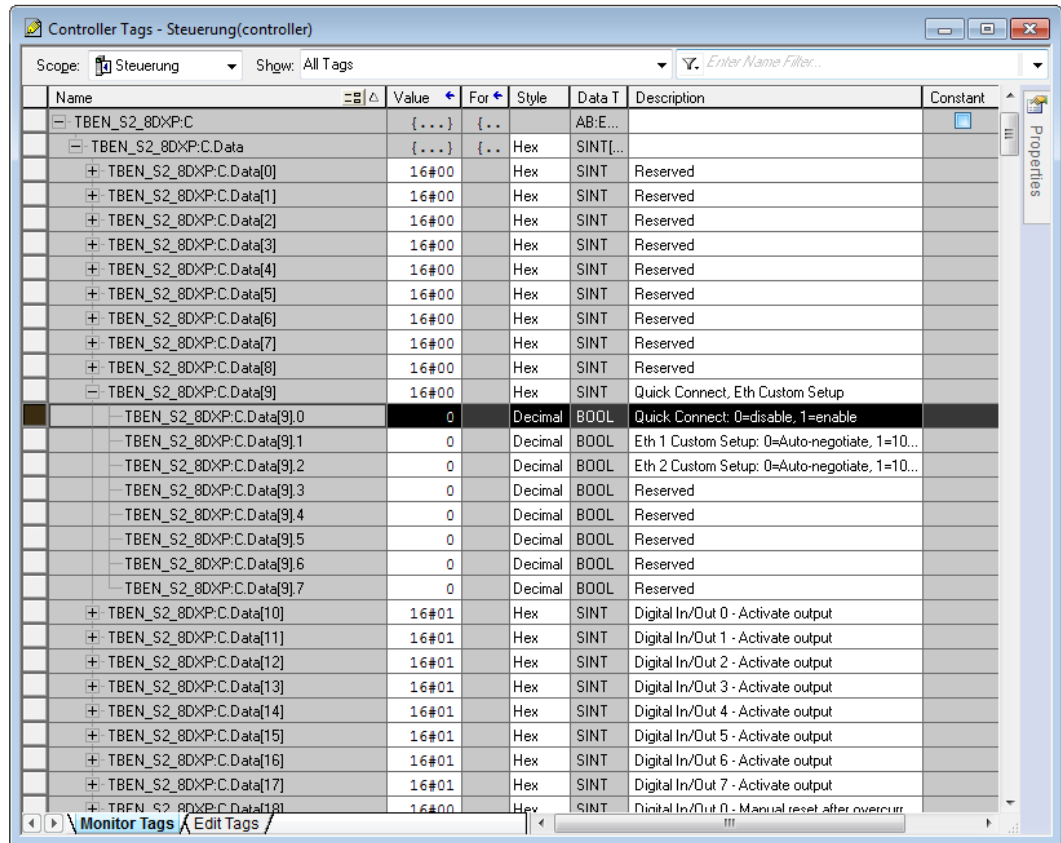 Controller Tags - Steuerung(controller)
Scope: Steuerung Show: All Tags Enter Name Filter...
Name Value For Style Data T Description Constant
TBEN_S2_8DXP:C {...} {.. AB:E...
TBEN_S2_8DXP:C.Data {...} {.. Hex SINT[...
TBEN_S2_8DXP:C.Data[0] 16#00 Hex SINT Reserved
TBEN_S2_8DXP:C.Data[1] 16#00 Hex SINT Reserved
TBEN_S2_8DXP:C.Data[2] 16#00 Hex SINT Reserved
TBEN_S2_8DXP:C.Data[3] 16#00 Hex SINT Reserved
TBEN_S2_8DXP:C.Data[4] 16#00 Hex SINT Reserved
TBEN_S2_8DXP:C.Data[5] 16#00 Hex SINT Reserved
TBEN_S2_8DXP:C.Data[6] 16#00 Hex SINT Reserved
TBEN_S2_8DXP:C.Data[7] 16#00 Hex SINT Reserved
TBEN_S2_8DXP:C.Data[8] 16#00 Hex SINT Reserved
TBEN_S2_8DXP:C.Data[9] 16#00 Hex SINT Quick Connect, Eth Custom Setup
TBEN_S2_8DXP:C.Data[9].0 0 Decimal BOOL Quick Connect: 0=disable, 1=enable
TBEN_S2_8DXP:C.Data[9].1 0 Decimal BOOL Eth 1 Custom Setup: 0=Auto-negotiate, 1=10...
TBEN_S2_8DXP:C.Data[9].2 0 Decimal BOOL Eth 2 Custom Setup: 0=Auto-negotiate, 1=10...
TBEN_S2_8DXP:C.Data[9].3 0 Decimal BOOL Reserved
TBEN_S2_8DXP:C.Data[9].4 0 Decimal BOOL Reserved
TBEN_S2_8DXP:C.Data[9].5 0 Decimal BOOL Reserved
TBEN_S2_8DXP:C.Data[9].6 0 Decimal BOOL Reserved
TBEN_S2_8DXP:C.Data[9].7 0 Decimal BOOL Reserved
TBEN_S2_8DXP:C.Data[10] 16#01 Hex SINT Digital In/Out 0 - Activate output
TBEN_S2_8DXP:C.Data[11] 16#01 Hex SINT Digital In/Out 1 - Activate output
TBEN_S2_8DXP:C.Data[12] 16#01 Hex SINT Digital In/Out 2 - Activate output
TBEN_S2_8DXP:C.Data[13] 16#01 Hex SINT Digital In/Out 3 - Activate output
TBEN_S2_8DXP:C.Data[14] 16#01 Hex SINT Digital In/Out 4 - Activate output
TBEN_S2_8DXP:C.Data[15] 16#01 Hex SINT Digital In/Out 5 - Activate output
TBEN_S2_8DXP:C.Data[16] 16#01 Hex SINT Digital In/Out 6 - Activate output
TBEN_S2_8DXP:C.Data[17] 16#01 Hex SINT Digital In/Out 7 - Activate output
TBEN_S2_8DXP:C.Data[18] 16#00 Hex SINT Digital In/Out 0 - Manual reset after overcurr
Monitor Tags Edit Tags
Properties